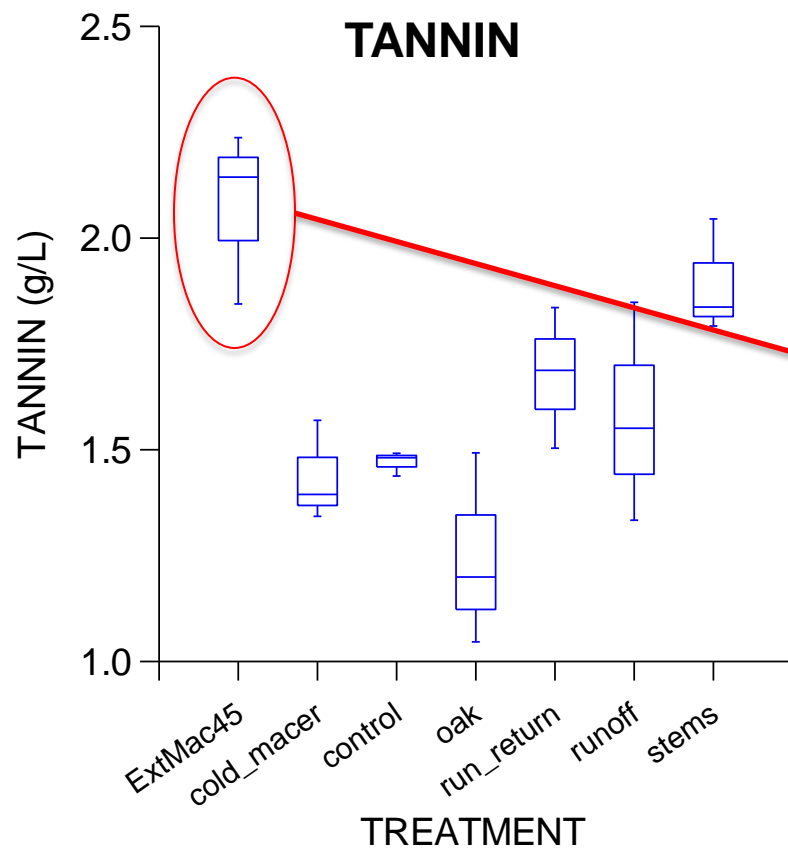 TANNIN
2.5
2.0
1.5
1.0
TANNIN (g/L)
ExtMac45
cold_macer
control
oak
run_return
runoff
stems
TREATMENT